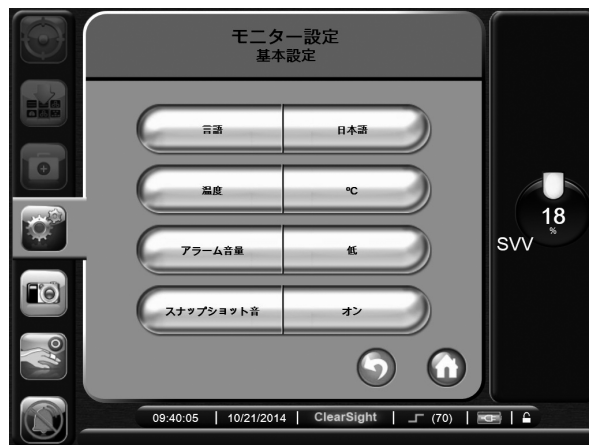 モニター設定
基本設定
言語 日本語
温度 ºC
アラーム音量 低
スナップショット音 オン
18
%
SVV
09:40:05 | 10/21/2014 | ClearSight | (70)